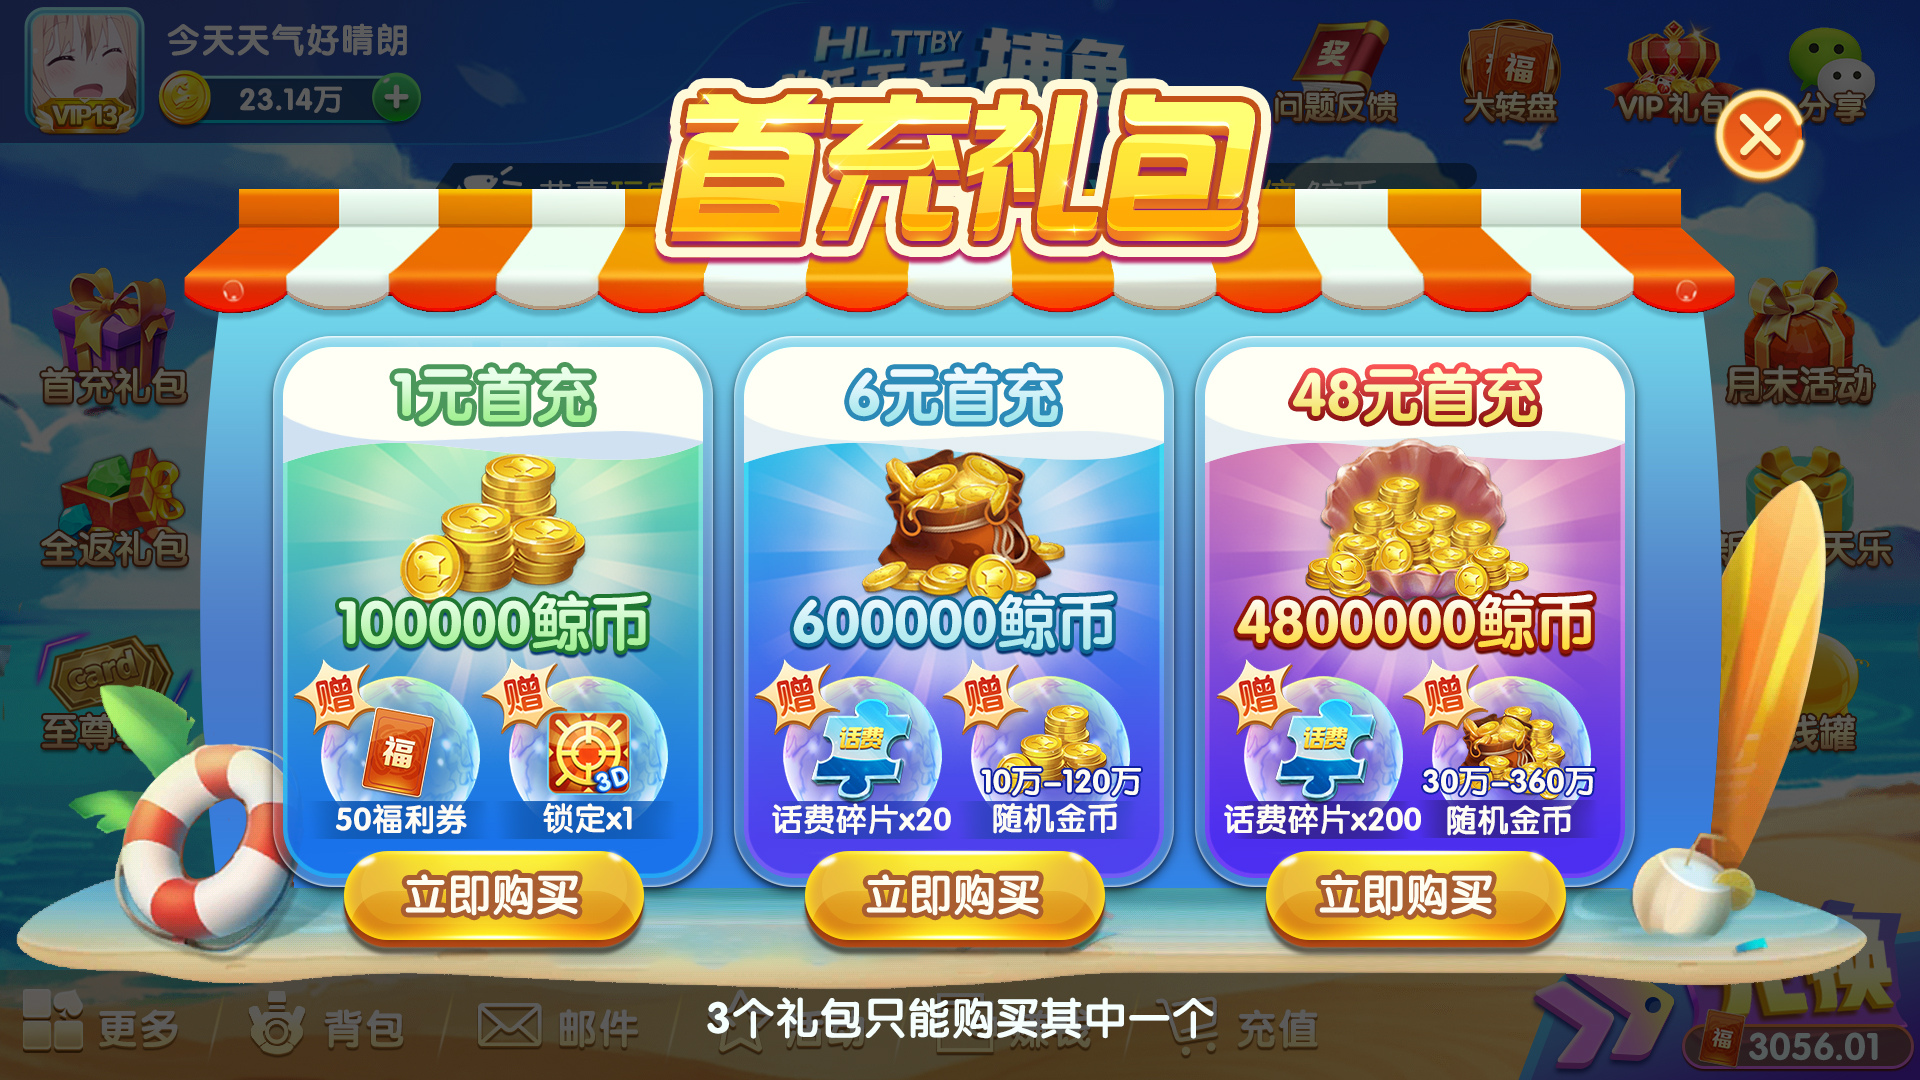 今天天气好晴朗
VIP13
23.14万
HL.TTBY
捕鱼
奖
问题反馈
福
大转盘
VIP礼包
分享
首充礼包
首充礼包
全返礼包
card
至尊
月末活动
天乐
钱罐
1元首充
100000鲸币
赠
福
50福利券
赠
3D
锁定x1
立即购买
6元首充
600000鲸币
赠
话费
话费碎片x20
赠
10万-120万
随机金币
立即购买
48元首充
4800000鲸币
赠
话费
话费碎片x200
赠
30万-360万
随机金币
立即购买
3个礼包只能购买其中一个
更多
背包
邮件
充值
兑换
福
3056.01